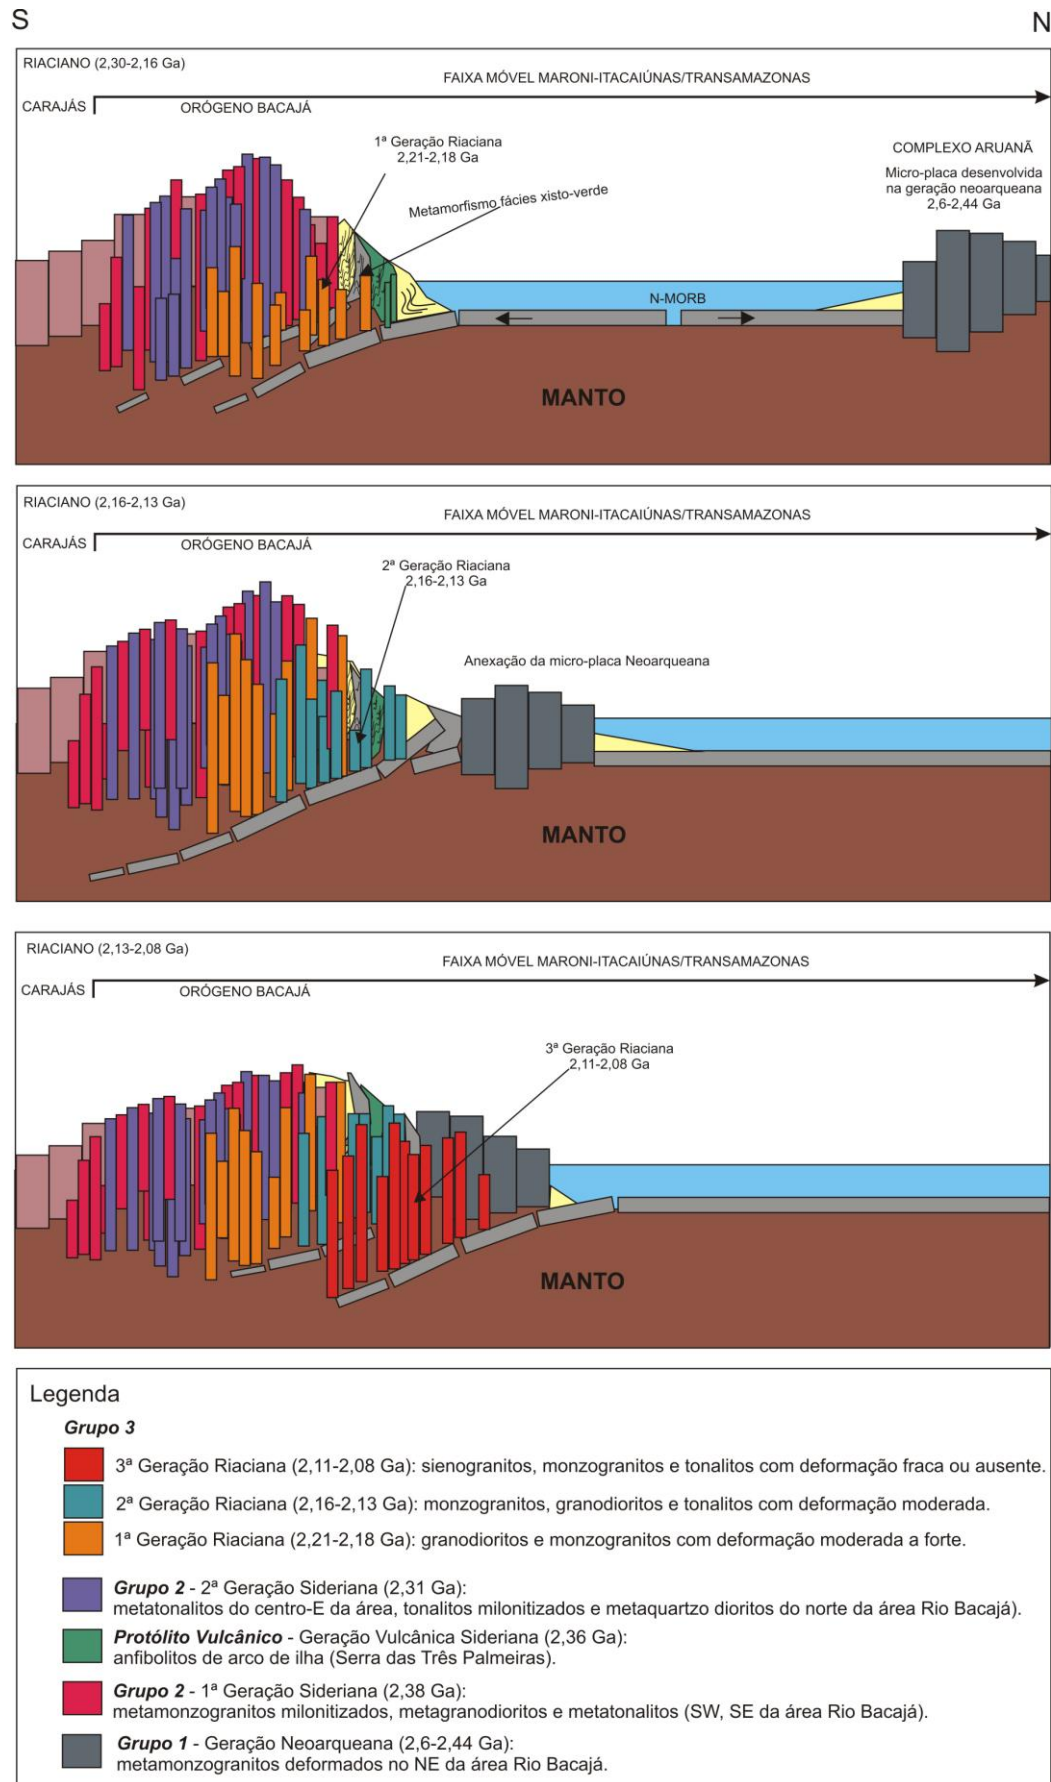 S
N
RIACIANO (2,30-2,16 Ga)
FAIXA MÓVEL MARONI-ITACAIÚNAS/TRANSAMAZONAS
CARAJÁS
ORÓGENO BACAJÁ
1ª Geração Riaciana
2,21-2,18 Ga
COMPLEXO ARUANÃ
Micro-placa desenvolvida
na geração neoarqueana
2,6-2,44 Ga
Metamorfismo fácies xisto-verde
N-MORB
MANTO
RIACIANO (2,16-2,13 Ga)
FAIXA MÓVEL MARONI-ITACAIÚNAS/TRANSAMAZONAS
CARAJÁS
ORÓGENO BACAJÁ
2ª Geração Riaciana
2,16-2,13 Ga
Anexação da micro-placa Neoarqueana
MANTO
RIACIANO (2,13-2,08 Ga)
FAIXA MÓVEL MARONI-ITACAIÚNAS/TRANSAMAZONAS
CARAJÁS
ORÓGENO BACAJÁ
3ª Geração Riaciana
2,11-2,08 Ga
MANTO
Legenda
Grupo 3
3ª Geração Riaciana (2,11-2,08 Ga): sienogranitos, monzogranitos e tonalitos com deformação fraca ou ausente.
2ª Geração Riaciana (2,16-2,13 Ga): monzogranitos, granodioritos e tonalitos com deformação moderada.
1ª Geração Riaciana (2,21-2,18 Ga): granodioritos e monzogranitos com deformação moderada a forte.
Grupo 2 - 2ª Geração Sideriana (2,31 Ga):
metatonalitos do centro-E da área, tonalitos milonitizados e metaquartzo dioritos do norte da área Rio Bacajá).
Protólito Vulcânico - Geração Vulcânica Sideriana (2,36 Ga):
anfibolitos de arco de ilha (Serra das Três Palmeiras).
Grupo 2 - 1ª Geração Sideriana (2,38 Ga):
metamonzogranitos milonitizados, metagranodioritos e metatonalitos (SW, SE da área Rio Bacajá).
Grupo 1 - Geração Neoarqueana (2,6-2,44 Ga):
metamonzogranitos deformados no NE da área Rio Bacajá.